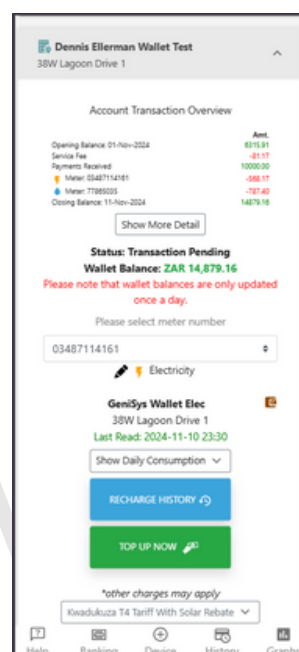 Dennis Ellerman Wallet Test
38W Lagoon Drive 1
Account Transaction Overview
Amt.
Opening Balance: 01-Nov-2024 6315.91
Service Fee -81.17
Payments Received 10000.00
Meter: 03487114161 -568.17
Meter: 77865035 -787.40
Closing Balance: 11-Nov-2024 14879.16
Show More Detail
Status: Transaction Pending
Wallet Balance: ZAR 14,879.16
Please note that wallet balances are only updated
once a day.
Please select meter number
03487114161
Electricity
GeniSys Wallet Elec
38W Lagoon Drive 1
Last Read: 2024-11-10 23:30
Show Daily Consumption
RECHARGE HISTORY
TOP UP NOW
*other charges may apply
Kwadukuza T4 Tariff With Solar Rebate
Help Banking Device History Graphs